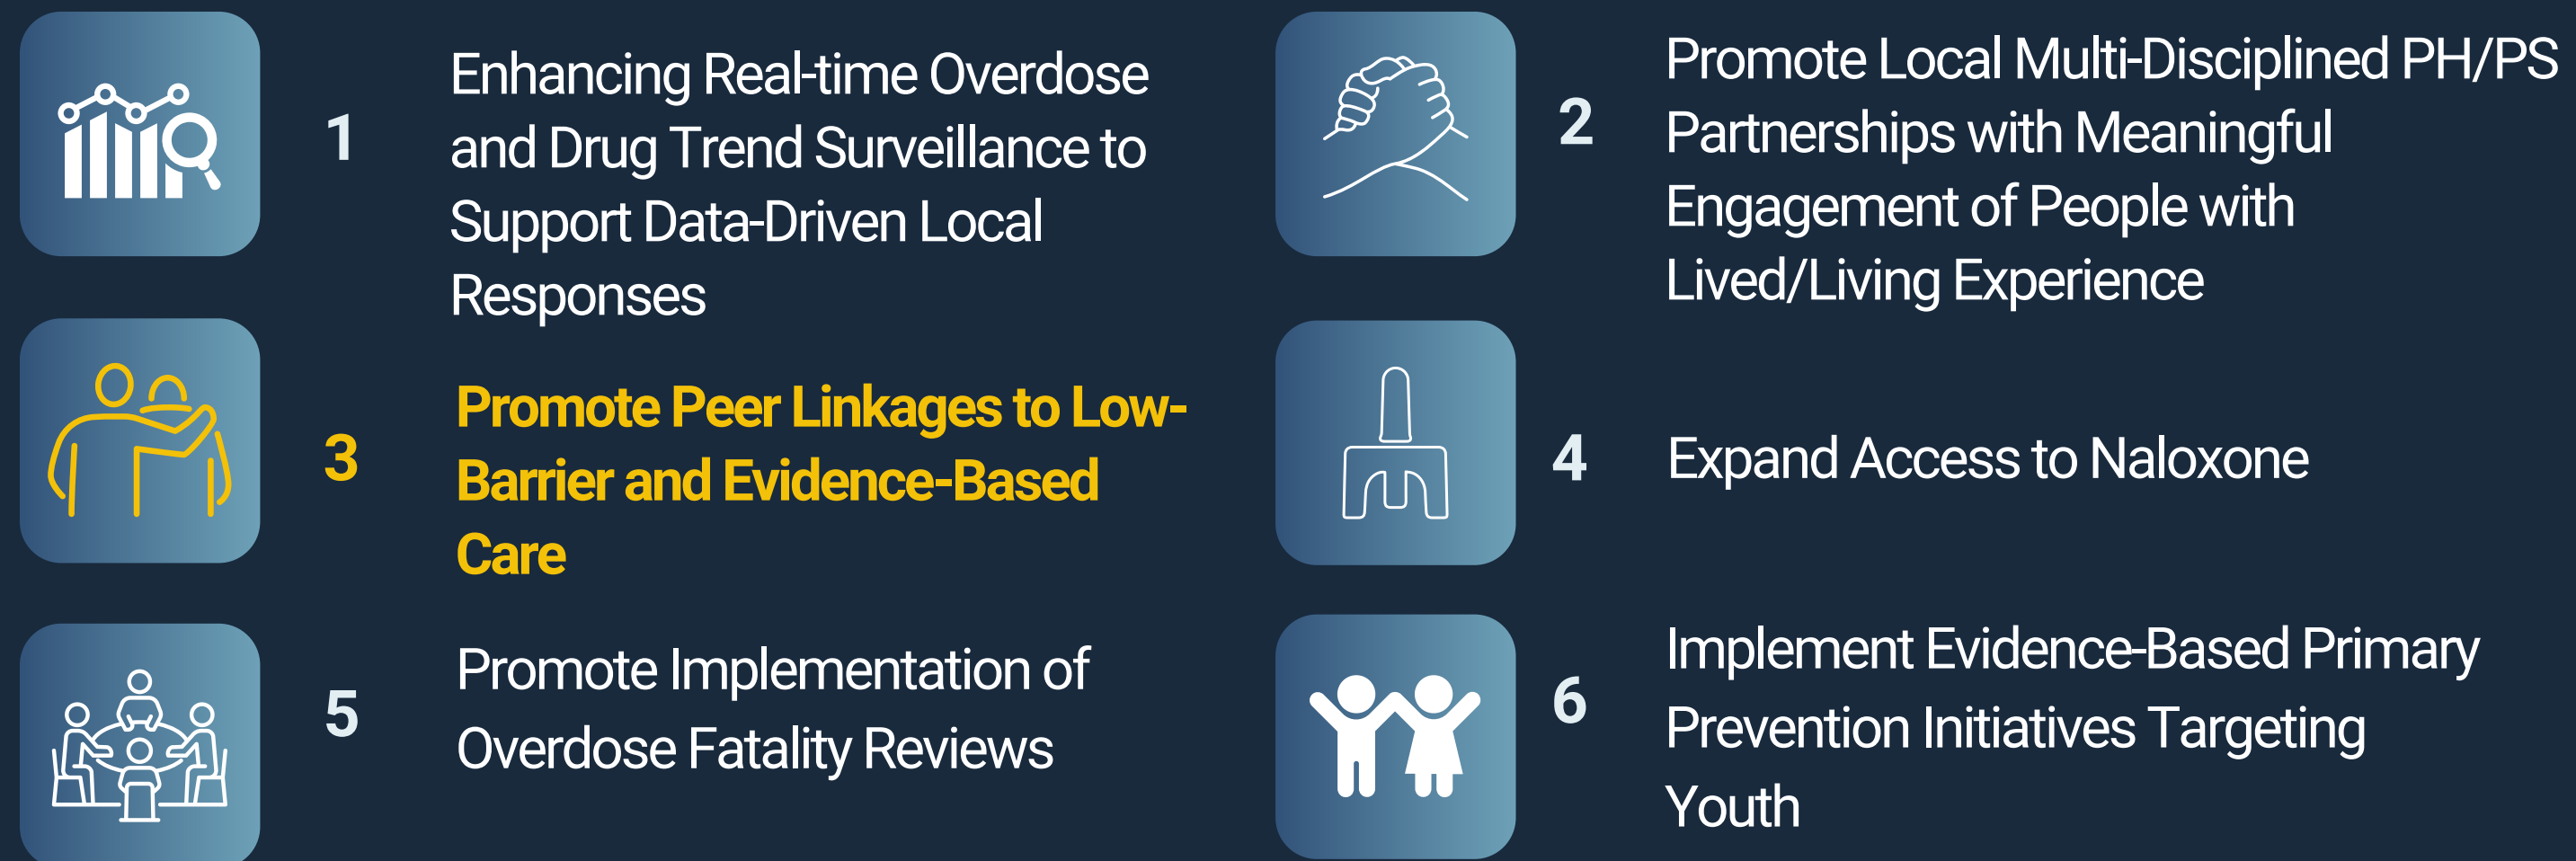 1
Enhancing Real-time Overdose
and Drug Trend Surveillance to
Support Data-Driven Local
Responses
2
Promote Local Multi-Disciplined PH/PS
Partnerships with Meaningful
Engagement of People with
Lived/Living Experience
3
Promote Peer Linkages to Low-
Barrier and Evidence-Based
Care
4
Expand Access to Naloxone
5
Promote Implementation of
Overdose Fatality Reviews
6
Implement Evidence-Based Primary
Prevention Initiatives Targeting
Youth